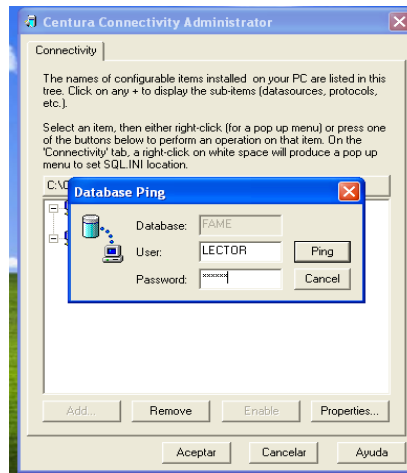 Centura Connectivity Administrator
Connectivity
The names of configurable items installed on your PC are listed in this
tree. Click on any + to display the sub-items (datasources, protocols,
etc.).
Select an item, then either right-click (for a pop up menu) or press one
of the buttons below to perform an operation on that item. On the
'Connectivity' tab, a right-click on white space will produce a pop up
menu to set SQL.INI location.
Database Ping
Database: FAME
User: LECTOR Ping
Password: xxxxxx Cancel
Add... Remove Enable Properties...
Aceptar Cancelar Ayuda